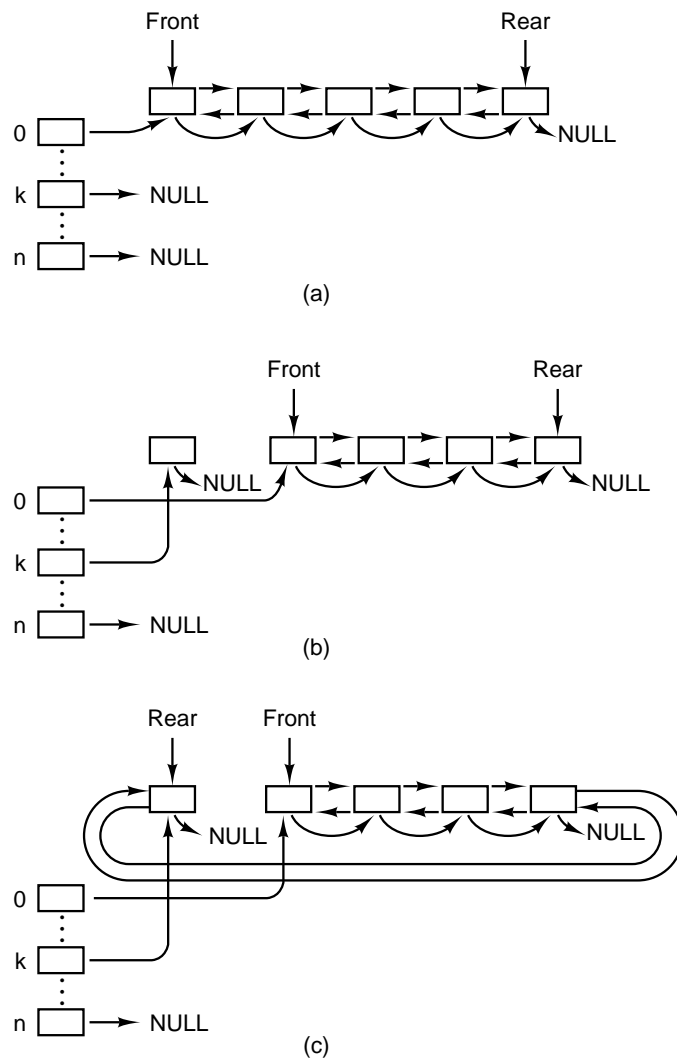 Front Rear
0 NULL
k NULL
n NULL
(a)
Front Rear
NULL NULL
0
k
n NULL
(b)
Rear Front
NULL NULL
0
k
n NULL
(c)